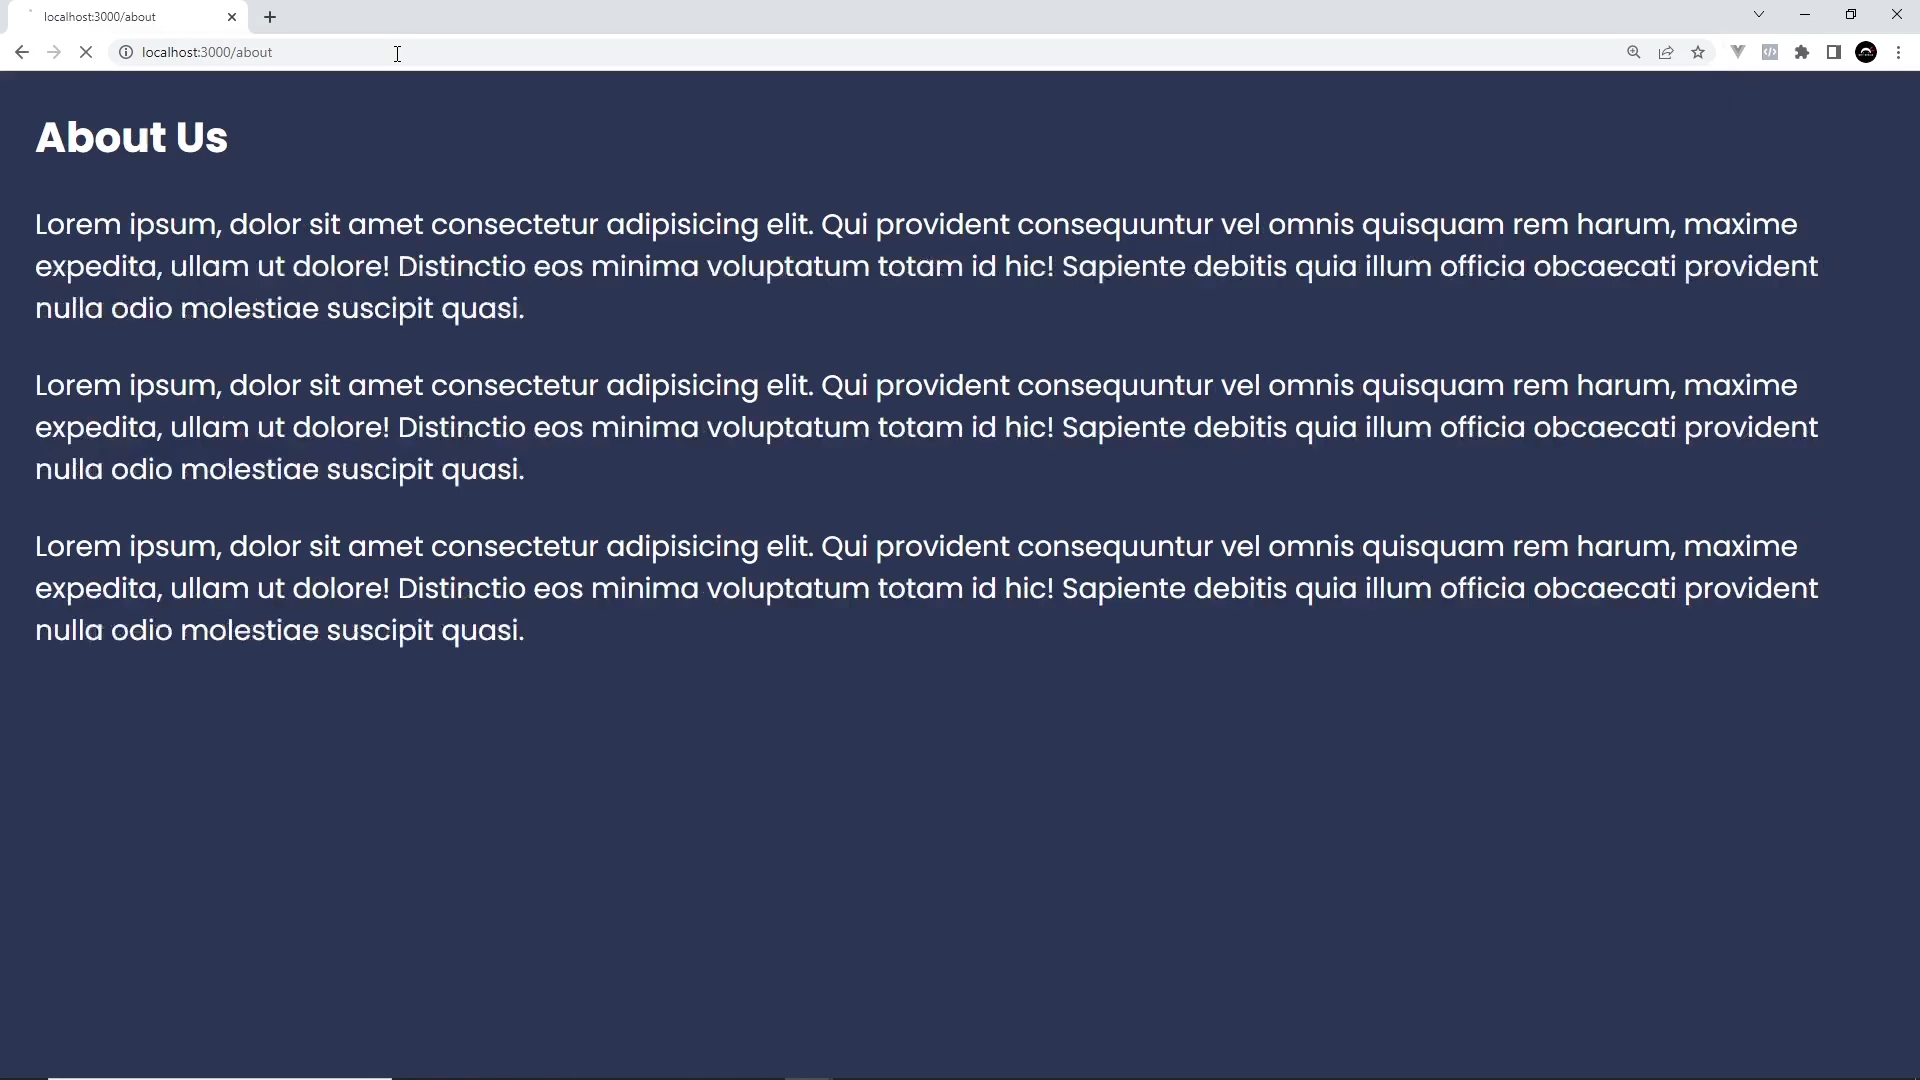 localhost:3000/about
localhost:3000/about
About Us
Lorem ipsum, dolor sit amet consectetur adipisicing elit. Qui provident consequuntur vel omnis quisquam rem harum, maxime
expedita, ullam ut dolore! Distinctio eos minima voluptatum totam id hic! Sapiente debitis quia illum officia obcaecati provident
nulla odio molestiae suscipit quasi.
Lorem ipsum, dolor sit amet consectetur adipisicing elit. Qui provident consequuntur vel omnis quisquam rem harum, maxime
expedita, ullam ut dolore! Distinctio eos minima voluptatum totam id hic! Sapiente debitis quia illum officia obcaecati provident
nulla odio molestiae suscipit quasi.
Lorem ipsum, dolor sit amet consectetur adipisicing elit. Qui provident consequuntur vel omnis quisquam rem harum, maxime
expedita, ullam ut dolore! Distinctio eos minima voluptatum totam id hic! Sapiente debitis quia illum officia obcaecati provident
nulla odio molestiae suscipit quasi.